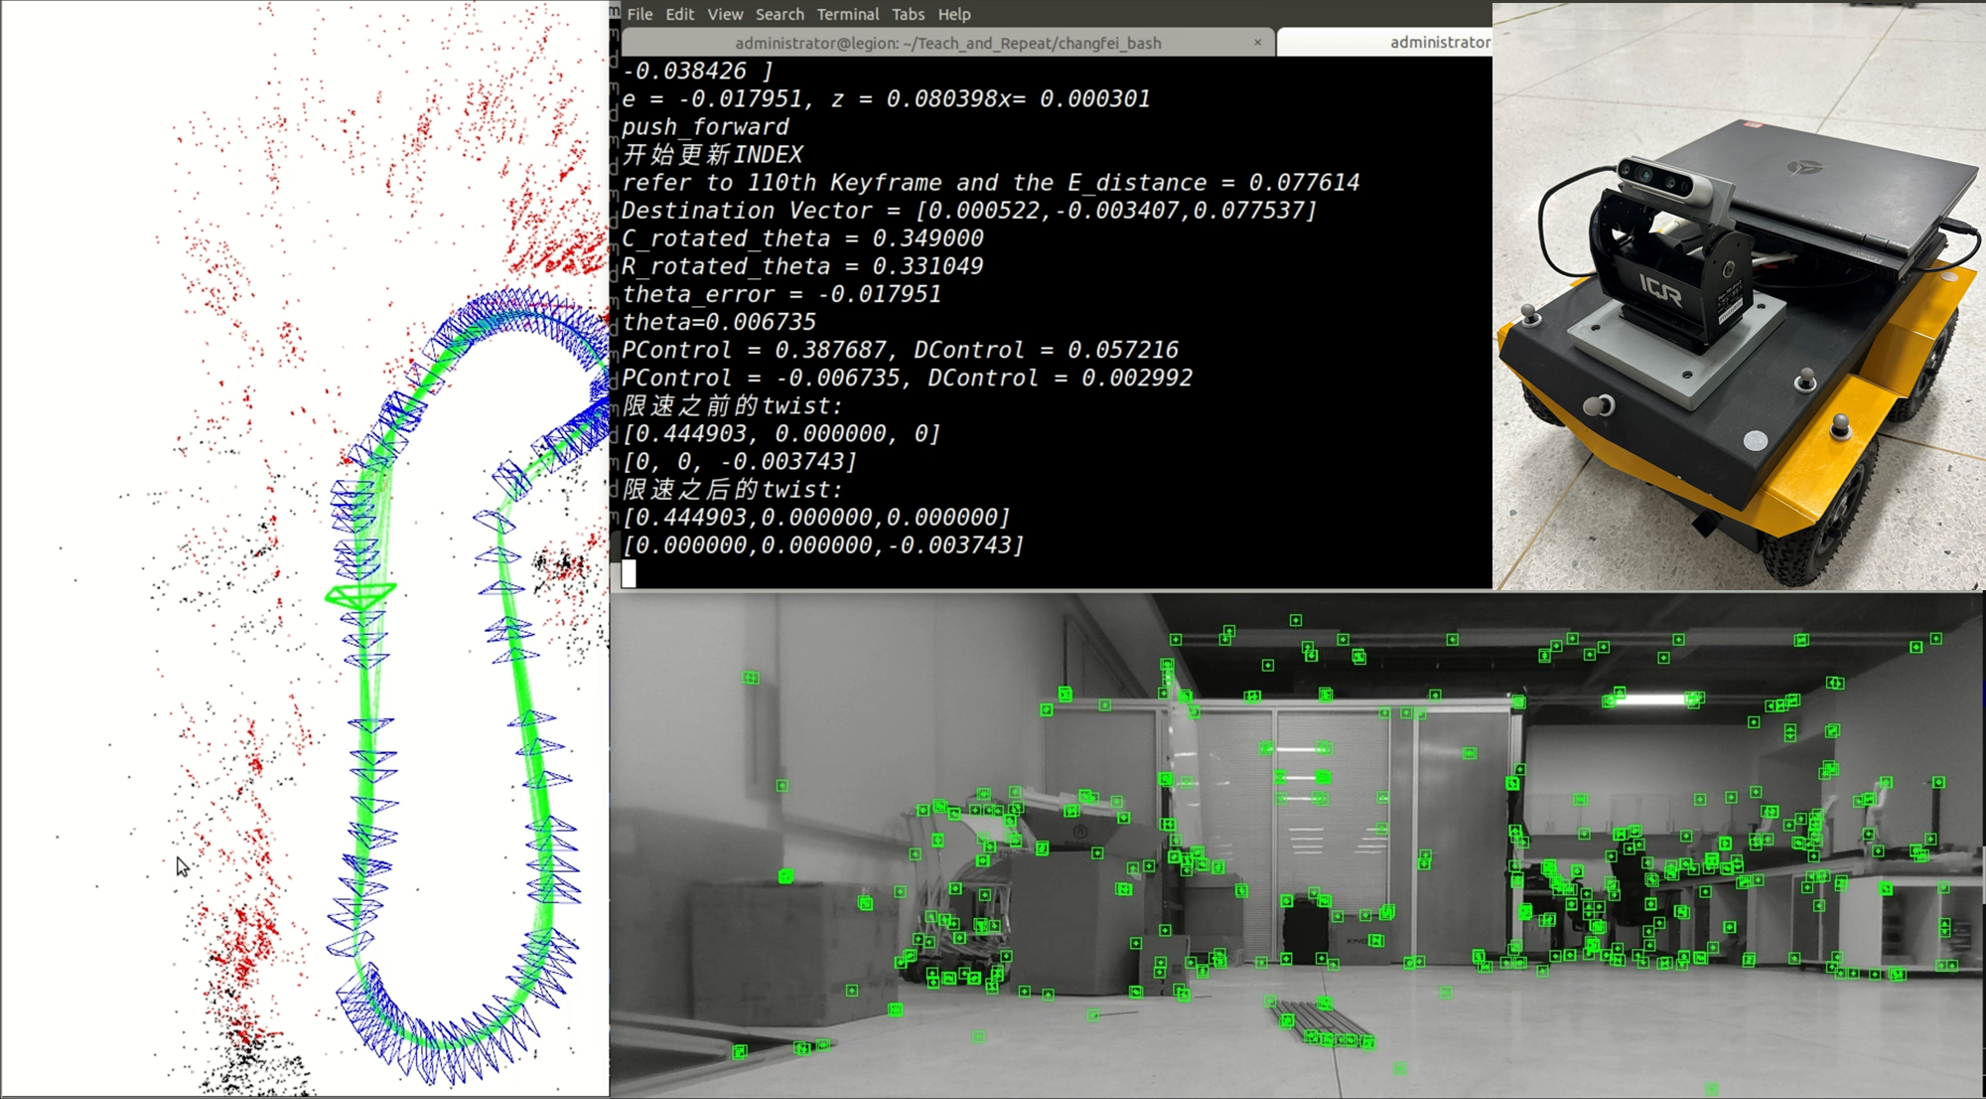 File Edit View Search Terminal Tabs Help
administrator@legion: ~/Teach_and_Repeat/changfei_bash ×
administrator
-0.038426 ]
e = -0.017951, z = 0.080398x= 0.000301
push_forward
开始更新INDEX
refer to 110th Keyframe and the E_distance = 0.077614
Destination Vector = [0.000522,-0.003407,0.077537]
C_rotated_theta = 0.349000
R_rotated_theta = 0.331049
theta_error = -0.017951
theta=0.006735
PControl = 0.387687, DControl = 0.057216
PControl = -0.006735, DControl = 0.002992
限速之前的twist:
[0.444903, 0.000000, 0]
[0, 0, -0.003743]
限速之后的twist:
[0.444903,0.000000,0.000000]
[0.000000,0.000000,-0.003743]